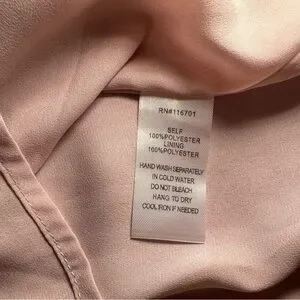 RN#116701
SELF
100%POLYESTER
LINING
100%POLYESTER
HAND WASH SEPARATELY
IN COLD WATER
DO NOT BLEACH
HANG TO DRY
COOL IRON IF NEEDED